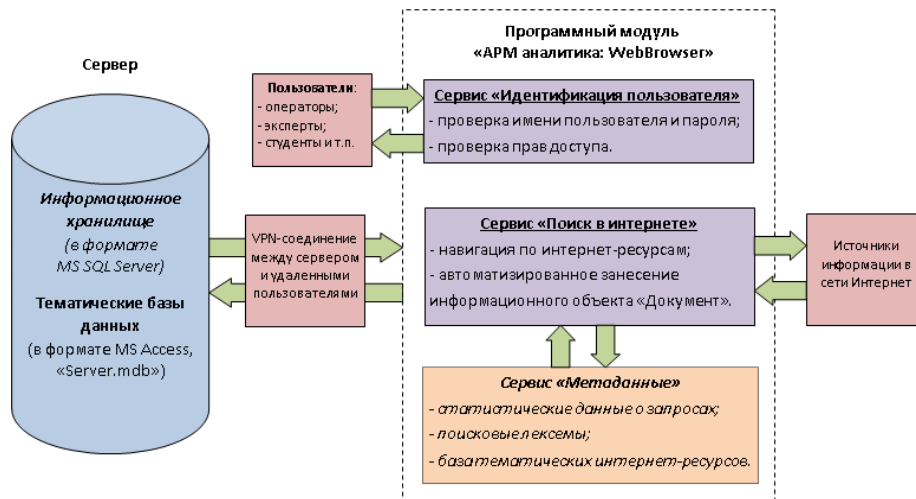 Программный модуль
«АРМ аналитика: WebBrowser»
Сервер
Пользователи:
- операторы;
- эксперты;
- студенты и т.п.
Сервис «Идентификация пользователя»
- проверка имени пользователя и пароля;
- проверка прав доступа.
Информационное
хранилище
(в формате
MS SQL Server)
Тематические базы
данных
(в формате MS Access,
«Server.mdb»)
VPN-соединение
между сервером
и удаленными
пользователями
Сервис «Поиск в интернете»
- навигация по интернет-ресурсам;
- автоматизированное занесение
информационного объекта «Документ».
Источники
информации в
сети Интернет
Сервис «Метаданные»
- статистические данные о запросах;
- поисковые лексемы;
- база тематических интернет-ресурсов.